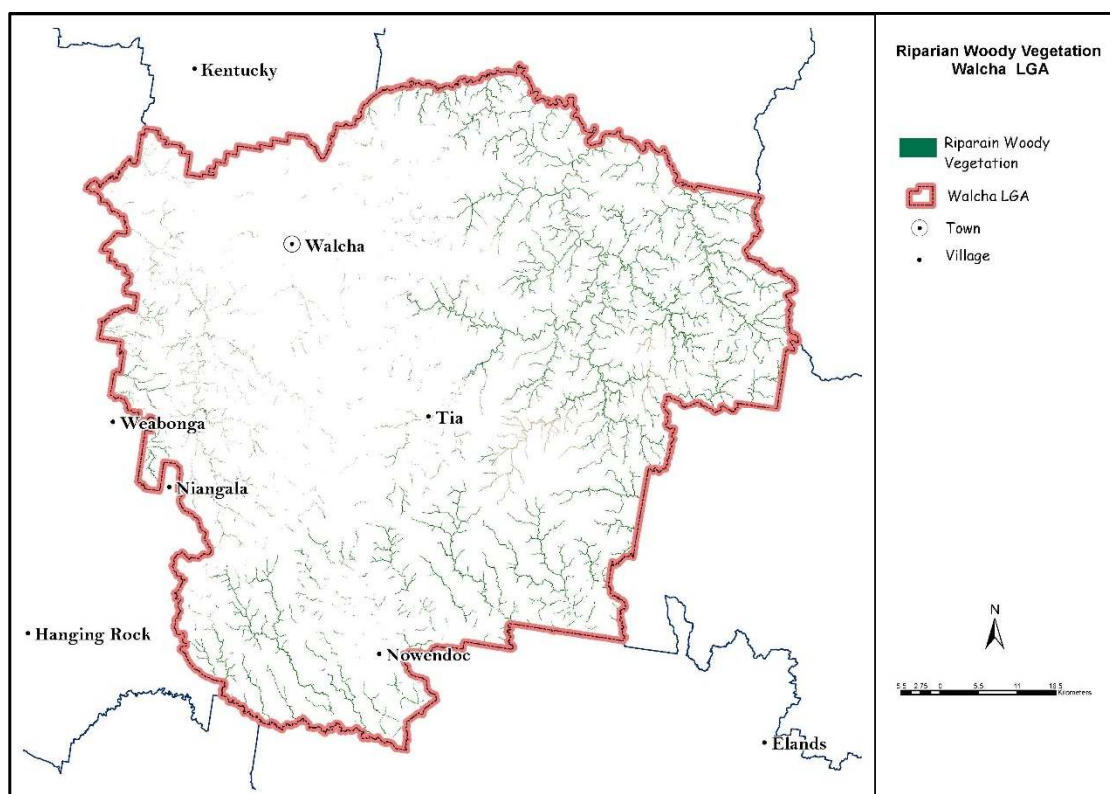 Riparian Woody Vegetation
Walcha LGA
Riparain Woody
Vegetation
Walcha LGA
Town
Village
Kentucky
Walcha
Tia
Weabonga
Niangala
Hanging Rock
Nowendoc
Elands
N
5.5 2.75 0 5.5 11 16.5
Kilometers